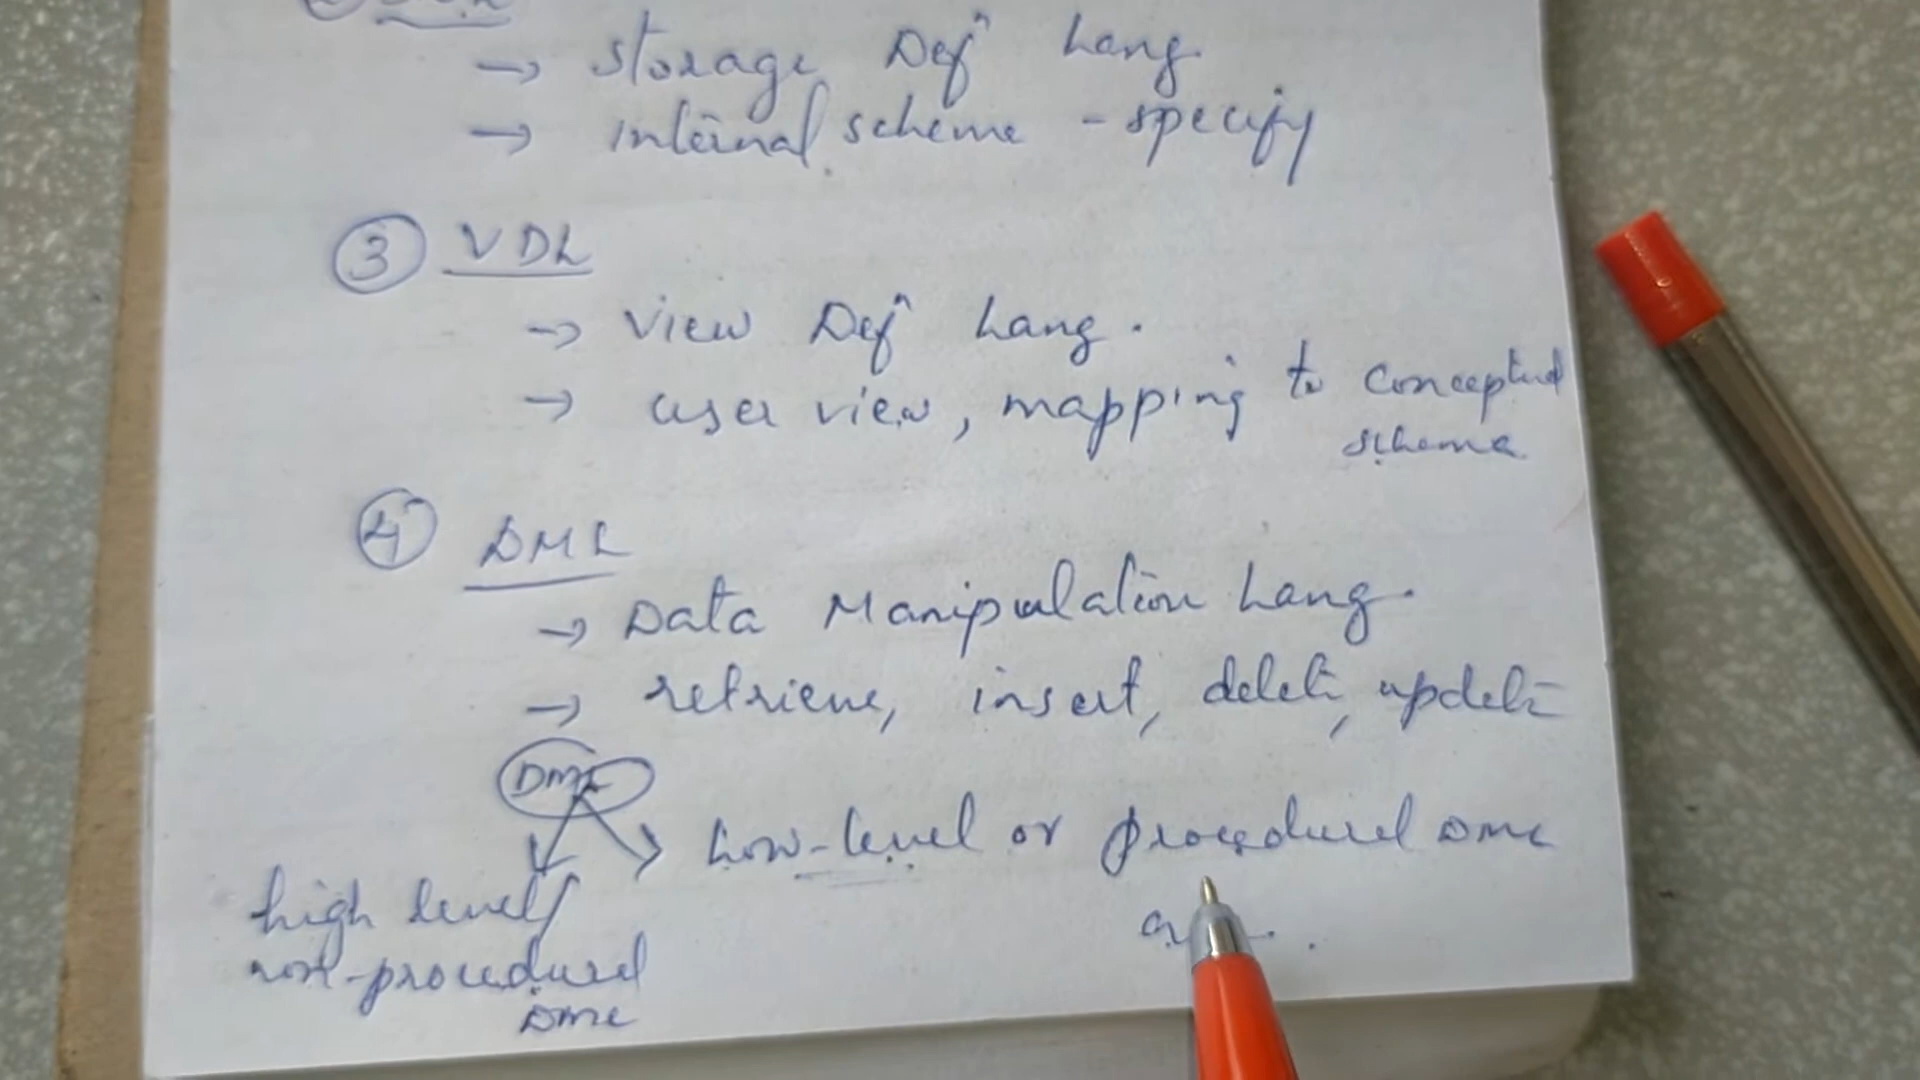 → storage Defⁿ Lang.
→ internal scheme - specify
③ VDL
→ View Defⁿ Lang.
→ user view, mapping to conceptual
scheme
④ DML
→ Data Manipulation Lang.
→ retrieve, insert, delete, update
DML
Low-level or procedural DML
high level/
non-procedural
DML